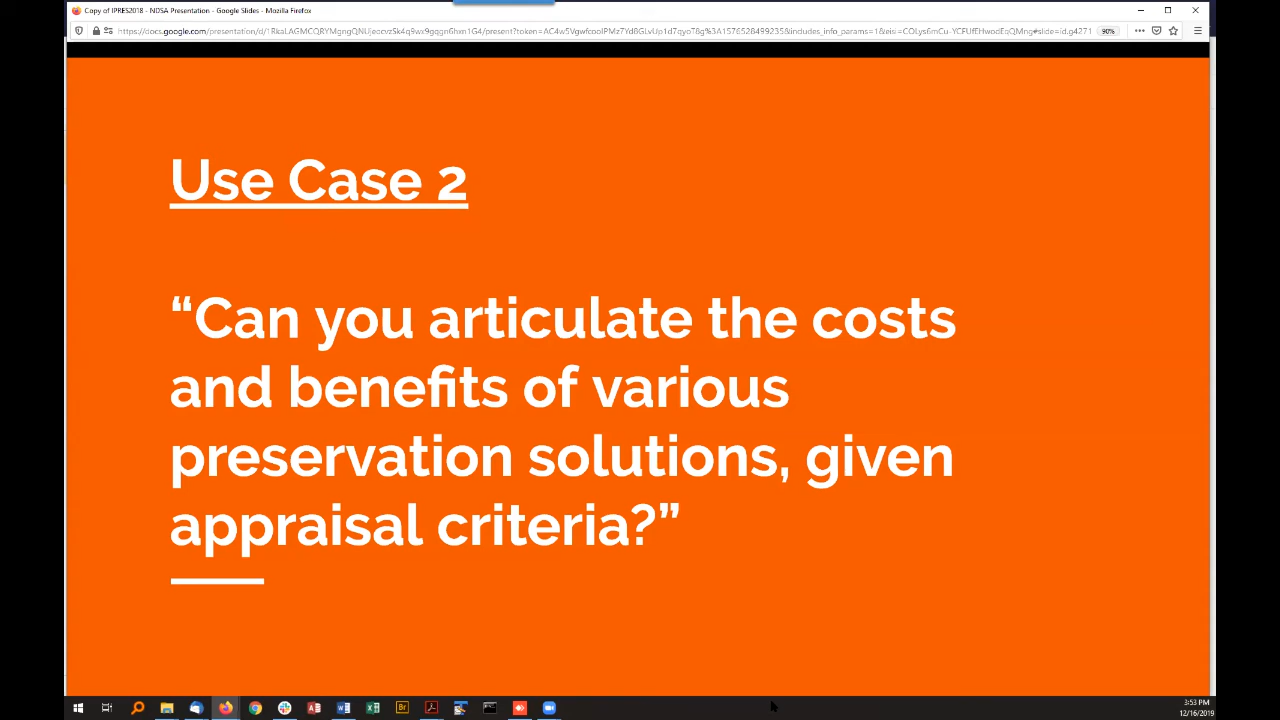 Copy of IPRES2018 - NDSA Presentation - Google Slides - Mozilla Firefox
90%
Use Case 2
“Can you articulate the costs
and benefits of various
preservation solutions, given
appraisal criteria?”
3:53 PM
12/16/2019